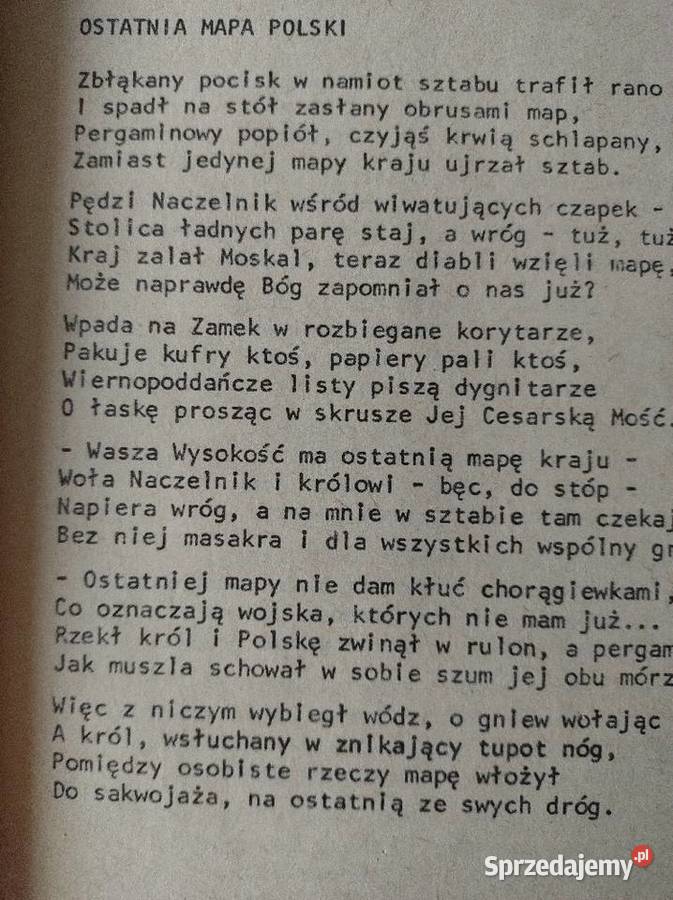 OSTATNIA MAPA POLSKI
Zbłąkany pocisk w namiot sztabu trafił rano
I spadł na stół zasłany obrusami map,
Pergaminowy popiół, czyjąś krwią schlapany,
Zamiast jedynej mapy kraju ujrzał sztab.
Pędzi Naczelnik wśród wiwatujących czapek -
Stolica ładnych parę staj, a wróg - tuż, tuż
Kraj zalał Moskal, teraz diabli wzięli mapę,
Może naprawdę Bóg zapomniał o nas już?
Wpada na Zamek w rozbiegane korytarze,
Pakuje kufry ktoś, papiery pali ktoś,
Wiernopoddańcze listy piszą dygnitarze
O łaskę prosząc w skrusze Jej Cesarską Mość.
- Wasza Wysokość ma ostatnią mapę kraju -
Woła Naczelnik i królowi - bęc, do stóp -
Napiera wróg, a na mnie w sztabie tam czekaj
Bez niej masakra i dla wszystkich wspólny
- Ostatniej mapy nie dam kłuć chorągiewkami,
Co oznaczają wojska, których nie mam już...
Rzekł król i Polskę zwinął w rulon, a pergam
Jak muszla schował w sobie szum jej obu mórz
Więc z niczym wybiegł wódz, o gniew wołając
A król, wsłuchany w znikający tupot nóg,
Pomiędzy osobiste rzeczy mapę włożył
Do sakwojaża, na ostatnią ze swych dróg.
Sprzedajemy.pl